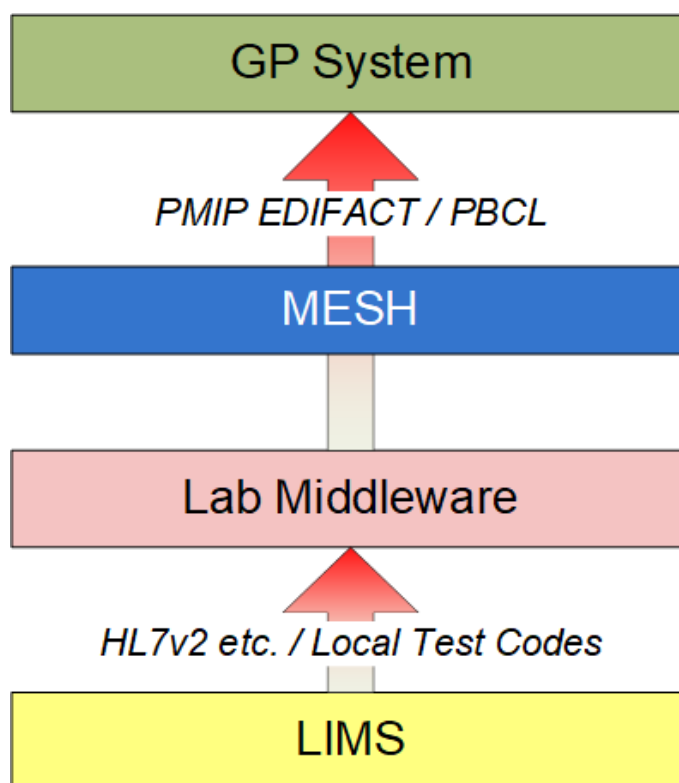 GP System
PMIP EDIFACT / PBCL
MESH
Lab Middleware
HL7v2 etc. / Local Test Codes
LIMS